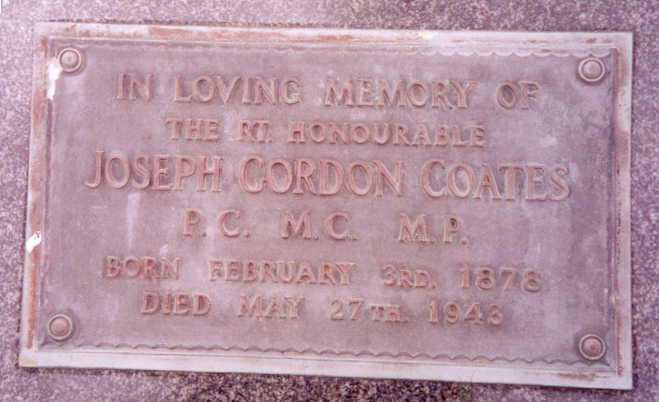 IN LOVING MEMORY OF
THE RT. HONOURABLE
JOSEPH GORDON COATES
P.C. M.C. M.P.
BORN FEBRUARY 3RD. 1878
DIED MAY 27TH. 1943